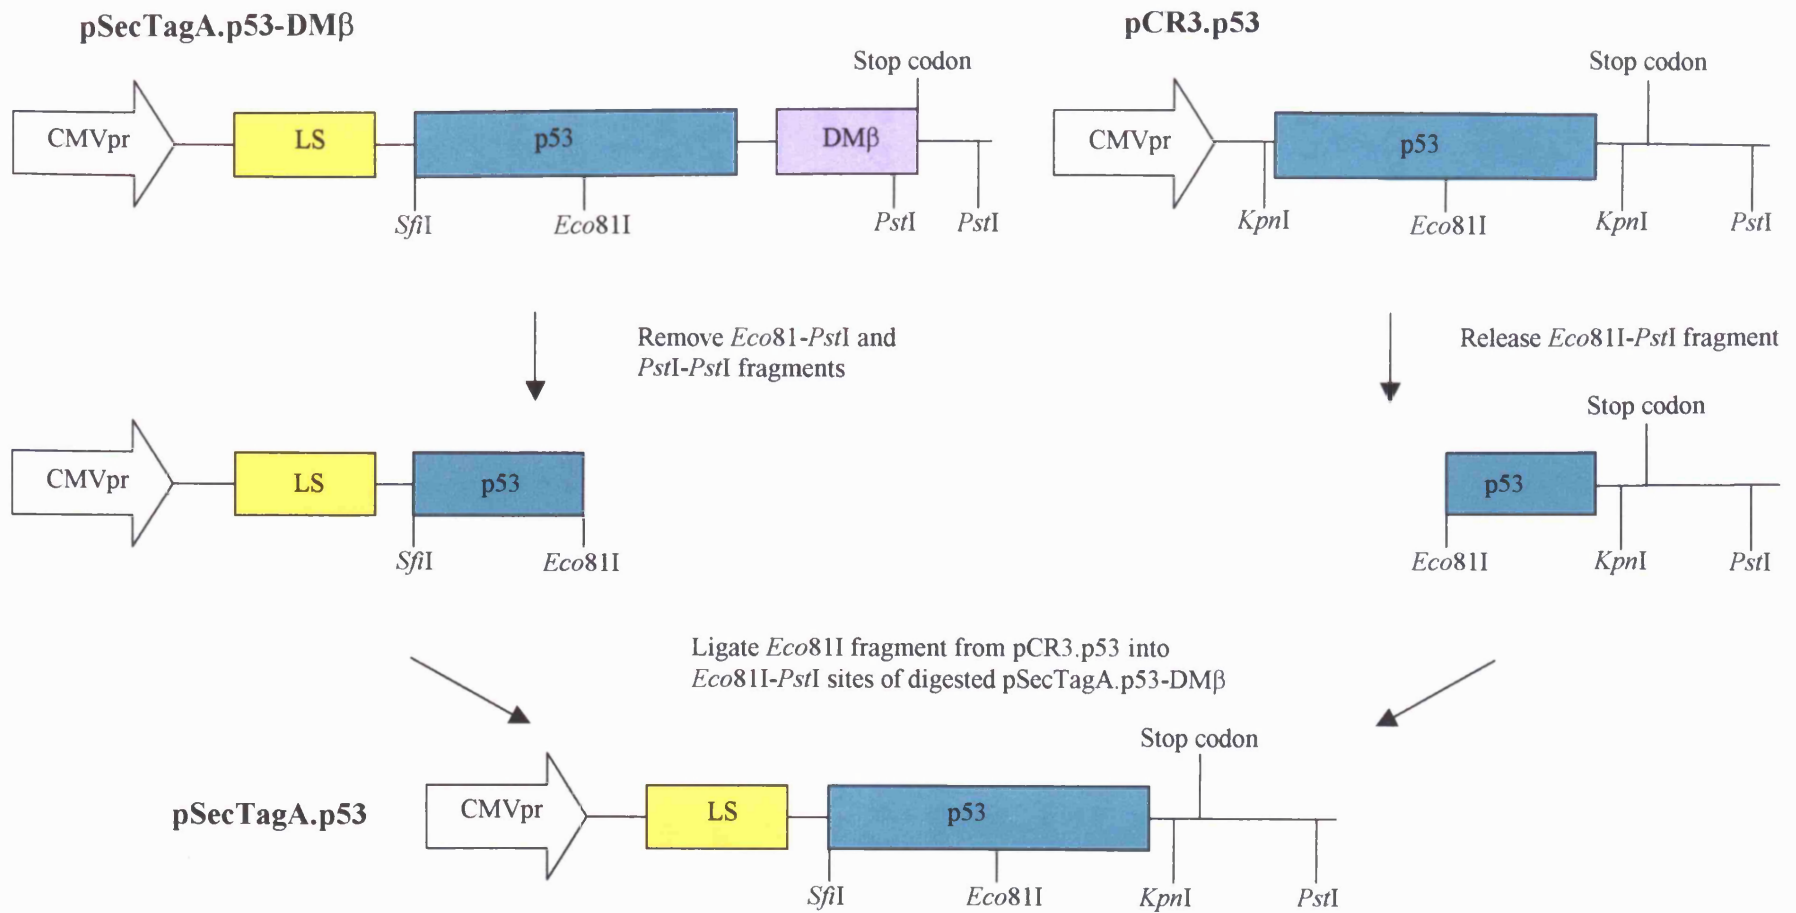 pSecTagA.p53-DMβ
pCR3.p53
Stop codon
Stop codon
CMVpr
LS
p53
DMβ
CMVpr
p53
SfiI
Eco81I
PstI
PstI
KpnI
Eco81I
KpnI
PstI
Remove Eco81-PstI and
PstI-PstI fragments
Release Eco81I-PstI fragment
Stop codon
CMVpr
LS
p53
p53
SfiI
Eco81I
Eco81I
KpnI
PstI
Ligate Eco81I fragment from pCR3.p53 into
Eco81I-PstI sites of digested pSecTagA.p53-DMβ
Stop codon
pSecTagA.p53
CMVpr
LS
p53
SfiI
Eco81I
KpnI
PstI